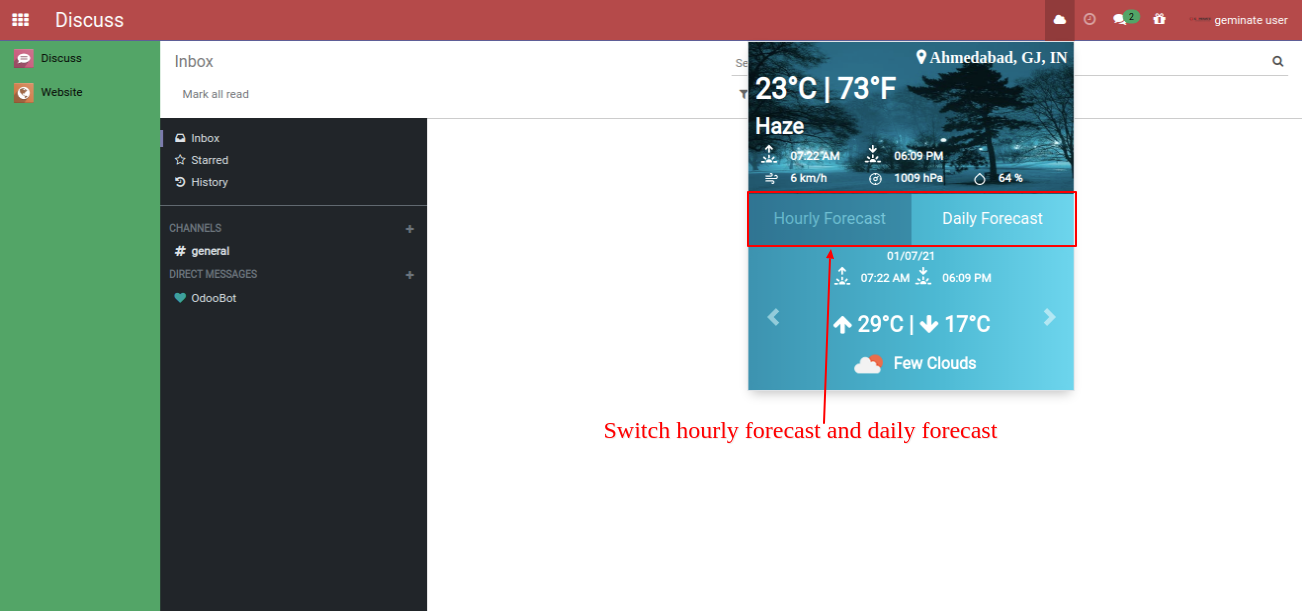 Discuss
2
geminate user
Discuss
Website
Inbox
Se
Mark all read
Inbox
Starred
History
CHANNELS +
# general
DIRECT MESSAGES +
OdooBot
Ahmedabad, GJ, IN
23°C | 73°F
Haze
07:22 AM 06:09 PM
6 km/h 1009 hPa 64 %
Hourly Forecast Daily Forecast
01/07/21
07:22 AM 06:09 PM
29°C | 17°C
Few Clouds
Switch hourly forecast and daily forecast